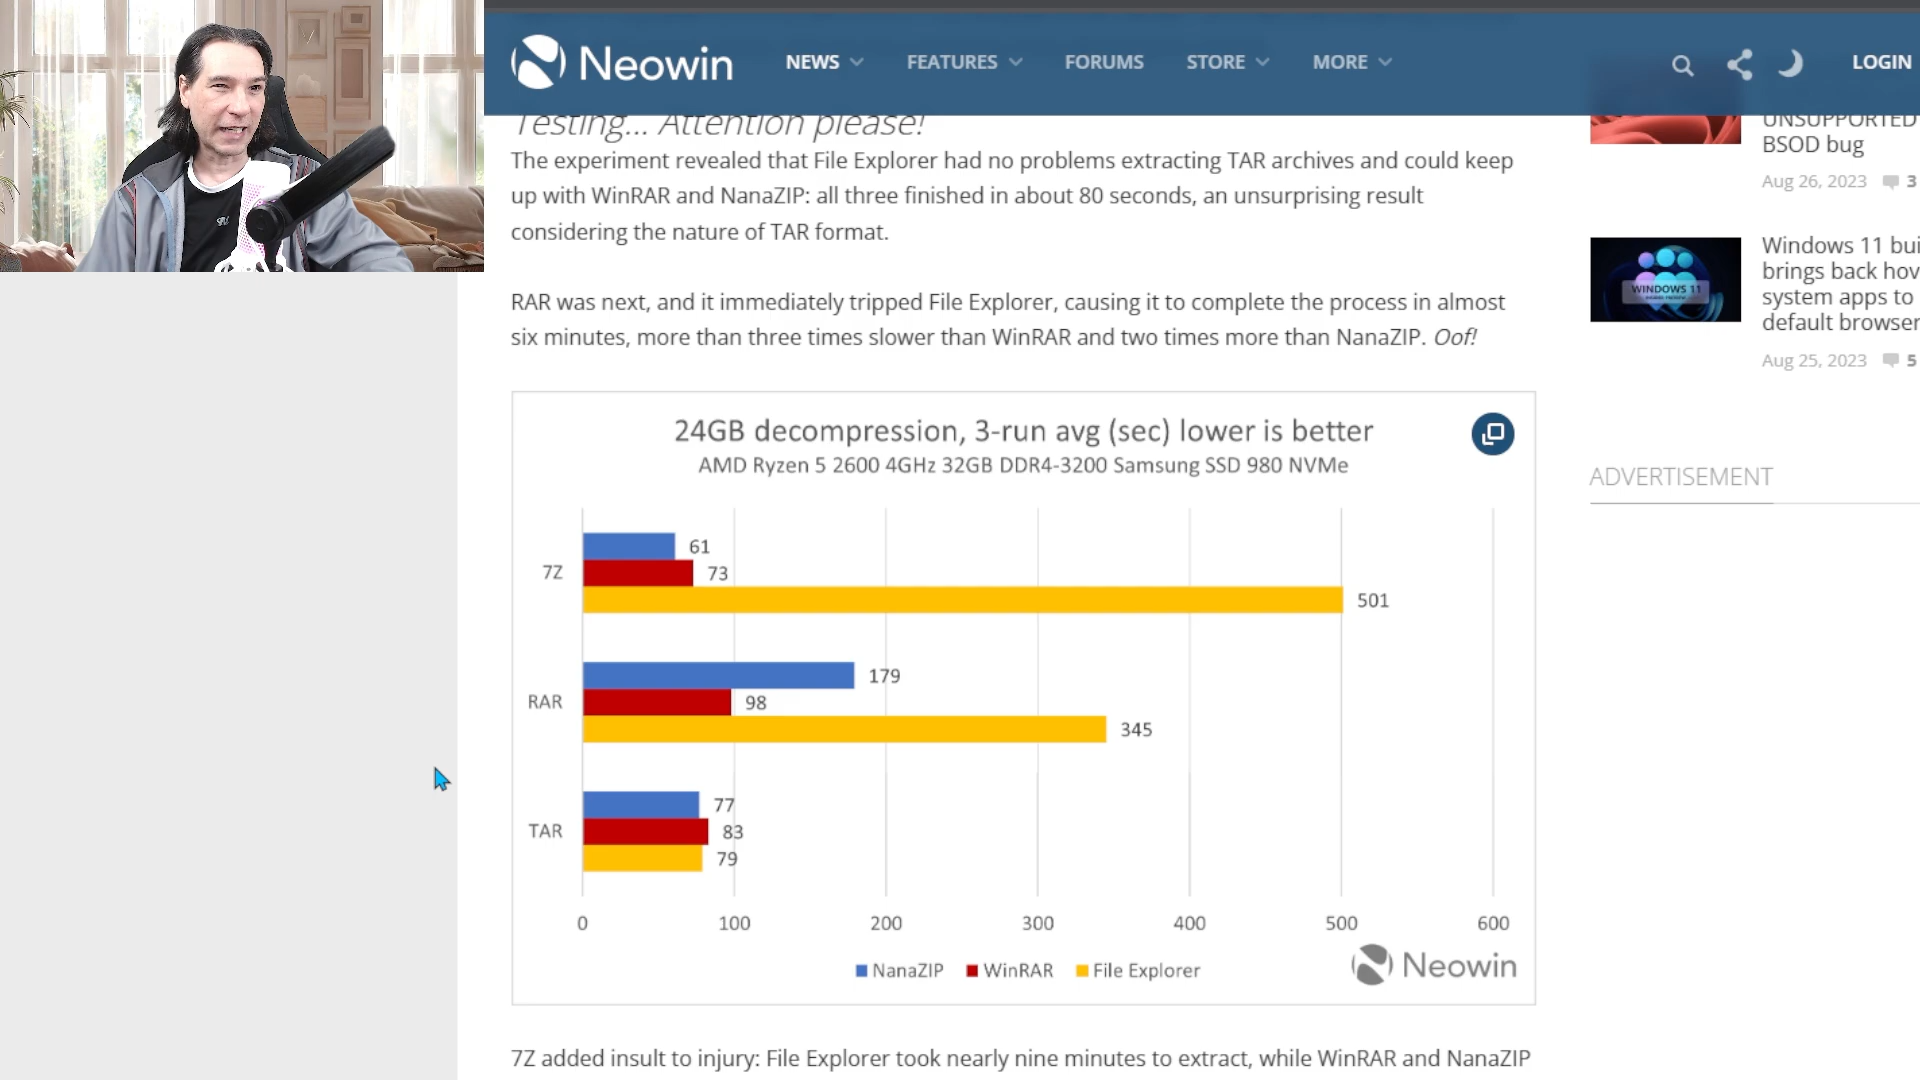 Neowin
NEWS
FEATURES
FORUMS
STORE
MORE
LOGIN
Testing... Attention please!
The experiment revealed that File Explorer had no problems extracting TAR archives and could keep
up with WinRAR and NanaZIP: all three finished in about 80 seconds, an unsurprising result
considering the nature of TAR format.
RAR was next, and it immediately tripped File Explorer, causing it to complete the process in almost
six minutes, more than three times slower than WinRAR and two times more than NanaZIP. Oof!
24GB decompression, 3-run avg (sec) lower is better
AMD Ryzen 5 2600 4GHz 32GB DDR4-3200 Samsung SSD 980 NVMe
7Z
61
73
501
RAR
179
98
345
TAR
77
83
79
0 100 200 300 400 500 600
NanaZIP WinRAR File Explorer
Neowin
7Z added insult to injury: File Explorer took nearly nine minutes to extract, while WinRAR and NanaZIP
UNSUPPORTED
BSOD bug
Aug 26, 2023 3
WINDOWS 11
Windows 11 bui
brings back hov
system apps to
default browser
Aug 25, 2023 5
ADVERTISEMENT